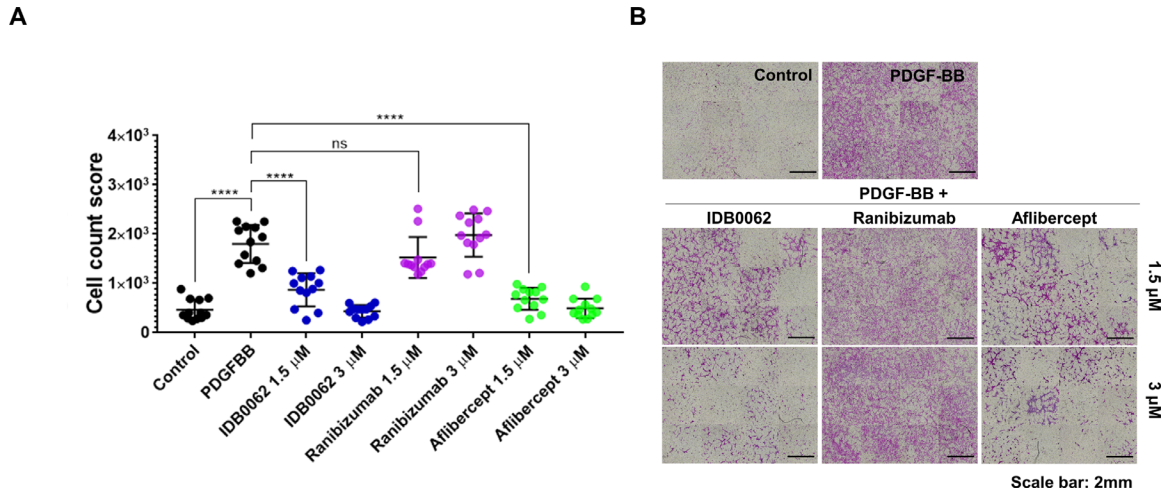 A
B
Cell count score
4×10³
3×10³
2×10³
1×10³
0
****
ns
****
****
Control
PDGFBB
IDB0062 1.5 µM
IDB0062 3 µM
Ranibizumab 1.5 µM
Ranibizumab 3 µM
Aflibercept 1.5 µM
Aflibercept 3 µM
Control
PDGF-BB
PDGF-BB +
IDB0062
Ranibizumab
Aflibercept
1.5 µM
3 µM
Scale bar: 2mm